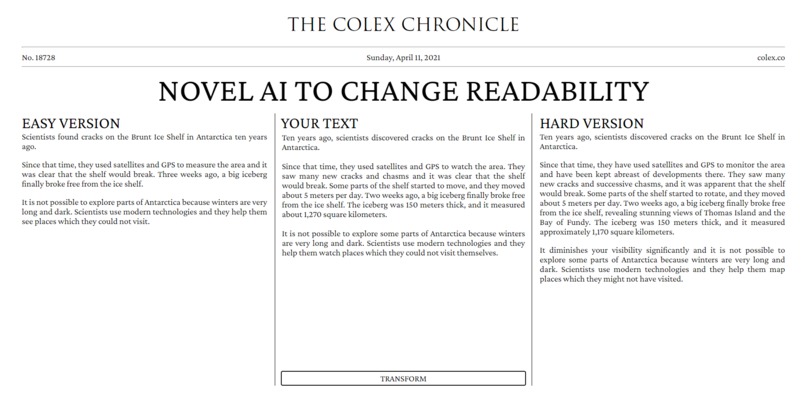 THE COLEX CHRONICLE
No. 18728
Sunday, April 11, 2021
colex.co
NOVEL AI TO CHANGE READABILITY
EASY VERSION
Scientists found cracks on the Brunt Ice Shelf in Antarctica ten years
ago.
Since that time, they used satellites and GPS to measure the area and it
was clear that the shelf would break. Three weeks ago, a big iceberg
finally broke free from the ice shelf.
It is not possible to explore parts of Antarctica because winters are very
long and dark. Scientists use modern technologies and they help them
see places which they could not visit.
YOUR TEXT
Ten years ago, scientists discovered cracks on the Brunt Ice Shelf in
Antarctica.
Since that time, they used satellites and GPS to watch the area. They
saw many new cracks and chasms and it was clear that the shelf
would break. Some parts of the shelf started to move, and they moved
about 5 meters per day. Two weeks ago, a big iceberg finally broke free
from the ice shelf. The iceberg was 150 meters thick, and it measured
about 1,270 square kilometers.
It is not possible to explore some parts of Antarctica because winters
are very long and dark. Scientists use modern technologies and they
help them watch places which they could not visit themselves.
TRANSFORM
HARD VERSION
Ten years ago, scientists discovered cracks on the Brunt Ice Shelf in
Antarctica.
Since that time, they have used satellites and GPS to monitor the area
and have been kept abreast of developments there. They saw many
new cracks and successive chasms, and it was apparent that the shelf
would break. Some parts of the shelf started to rotate, and they moved
about 5 meters per day. Two weeks ago, a big iceberg finally broke free
from the ice shelf, revealing stunning views of Thomas Island and the
Bay of Fundy. The iceberg was 150 meters thick, and it measured
approximately 1,170 square kilometers.
It diminishes your visibility significantly and it is not possible to
explore some parts of Antarctica because winters are very long and
dark. Scientists use modern technologies and they help them map
places which they might not have visited.